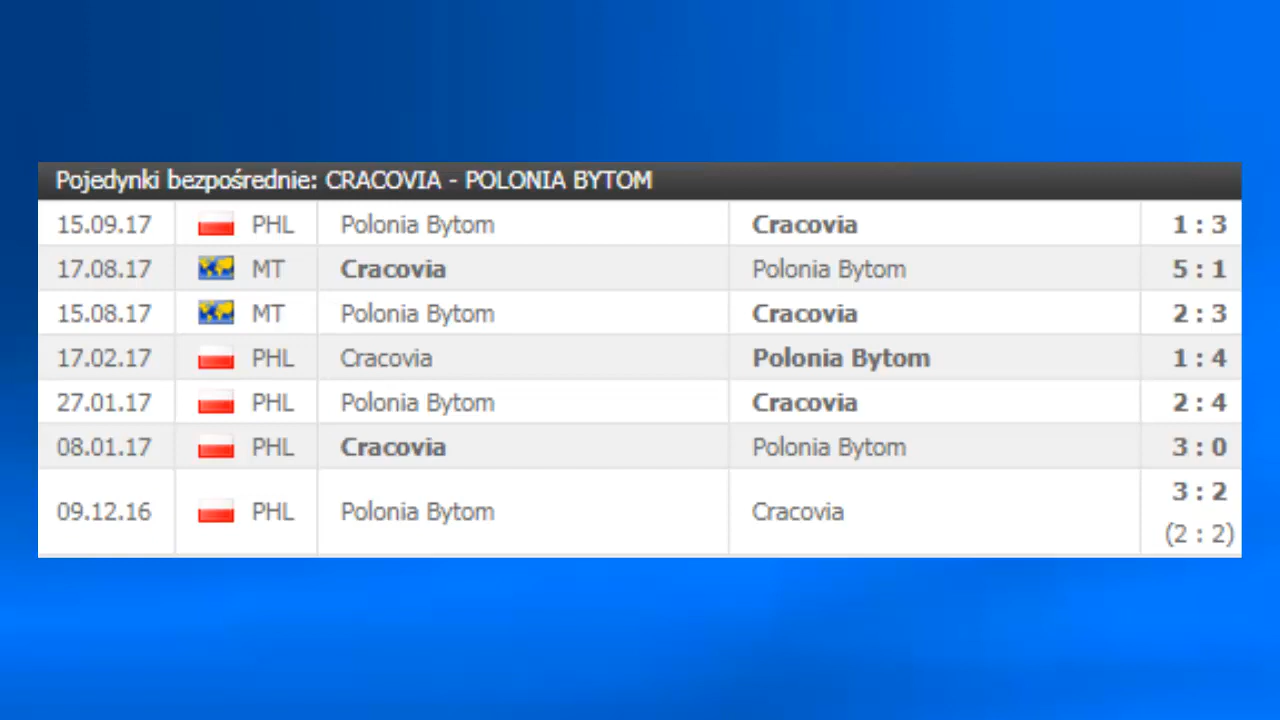 Pojedynki bezpośrednie: CRACOVIA - POLONIA BYTOM
15.09.17 PHL Polonia Bytom Cracovia 1 : 3
17.08.17 MT Cracovia Polonia Bytom 5 : 1
15.08.17 MT Polonia Bytom Cracovia 2 : 3
17.02.17 PHL Cracovia Polonia Bytom 1 : 4
27.01.17 PHL Polonia Bytom Cracovia 2 : 4
08.01.17 PHL Cracovia Polonia Bytom 3 : 0
09.12.16 PHL Polonia Bytom Cracovia 3 : 2
(2 : 2)